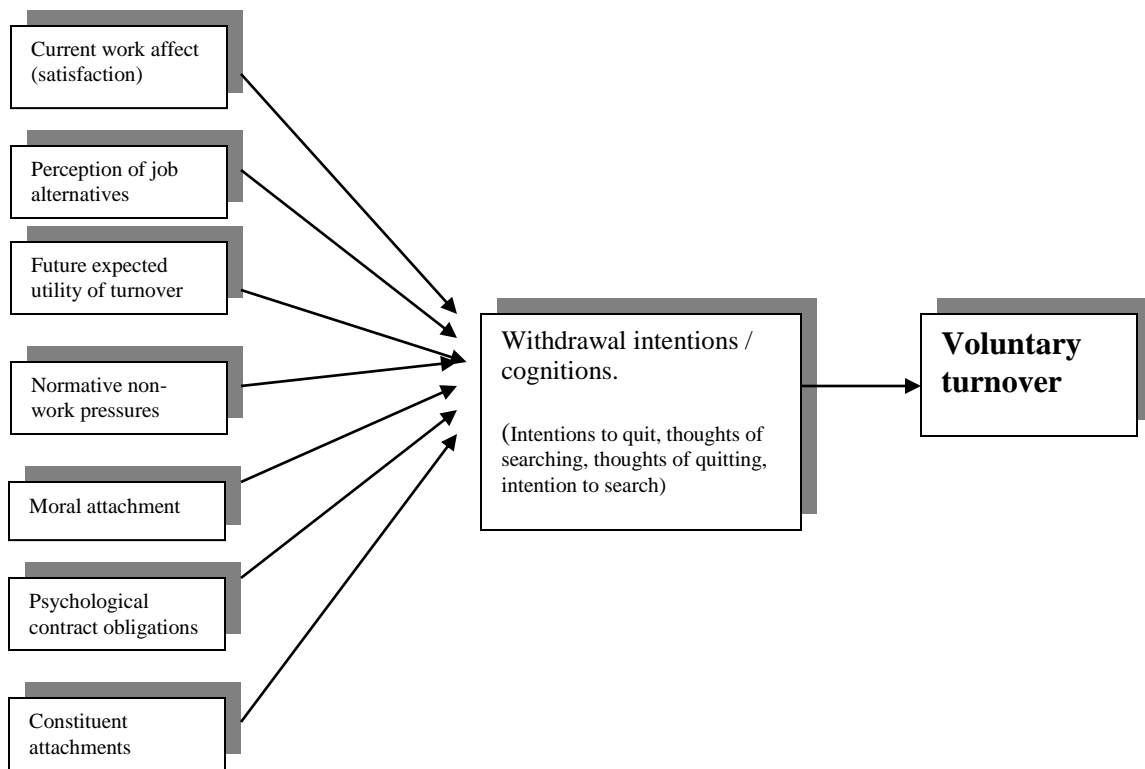 Current work affect
(satisfaction)
Perception of job
alternatives
Future expected
utility of turnover
Normative non-
work pressures
Moral attachment
Psychological
contract obligations
Constituent
attachments
Withdrawal intentions /
cognitions.
(Intentions to quit, thoughts of
searching, thoughts of quitting,
intention to search)
Voluntary
turnover